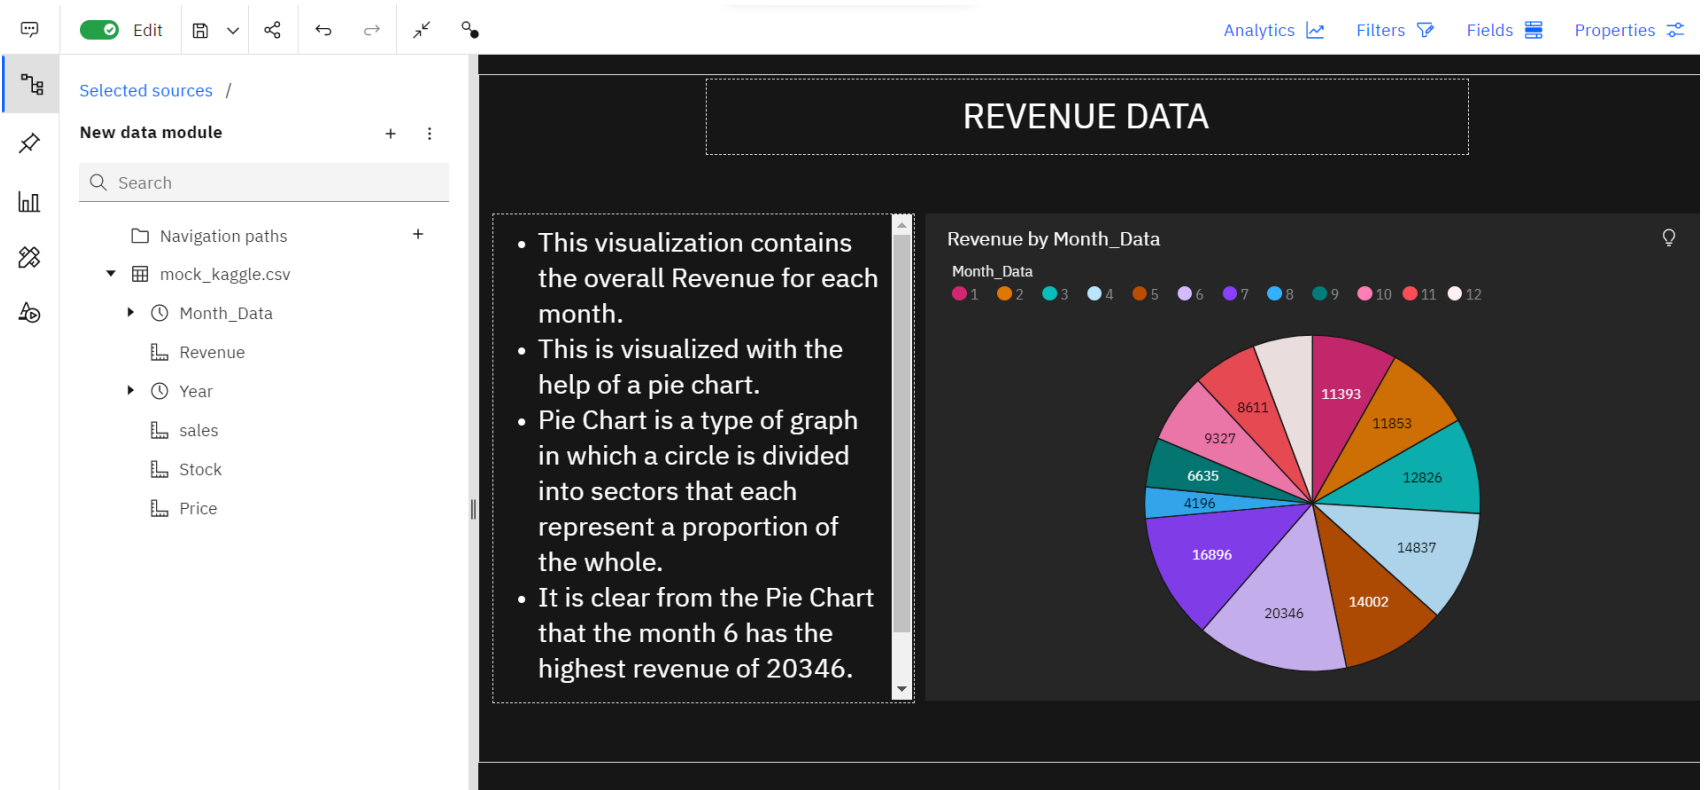 Edit
Analytics
Filters
Fields
Properties
Selected sources /
New data module
Search
Navigation paths
mock_kaggle.csv
Month_Data
Revenue
Year
sales
Stock
Price
REVENUE DATA
• This visualization contains
the overall Revenue for each
month.
• This is visualized with the
help of a pie chart.
• Pie Chart is a type of graph
in which a circle is divided
into sectors that each
represent a proportion of
the whole.
• It is clear from the Pie Chart
that the month 6 has the
highest revenue of 20346.
Revenue by Month_Data
Month_Data
1 2 3 4 5 6 7 8 9 10 11 12
11393
11853
12826
14837
14002
20346
16896
4196
6635
9327
8611